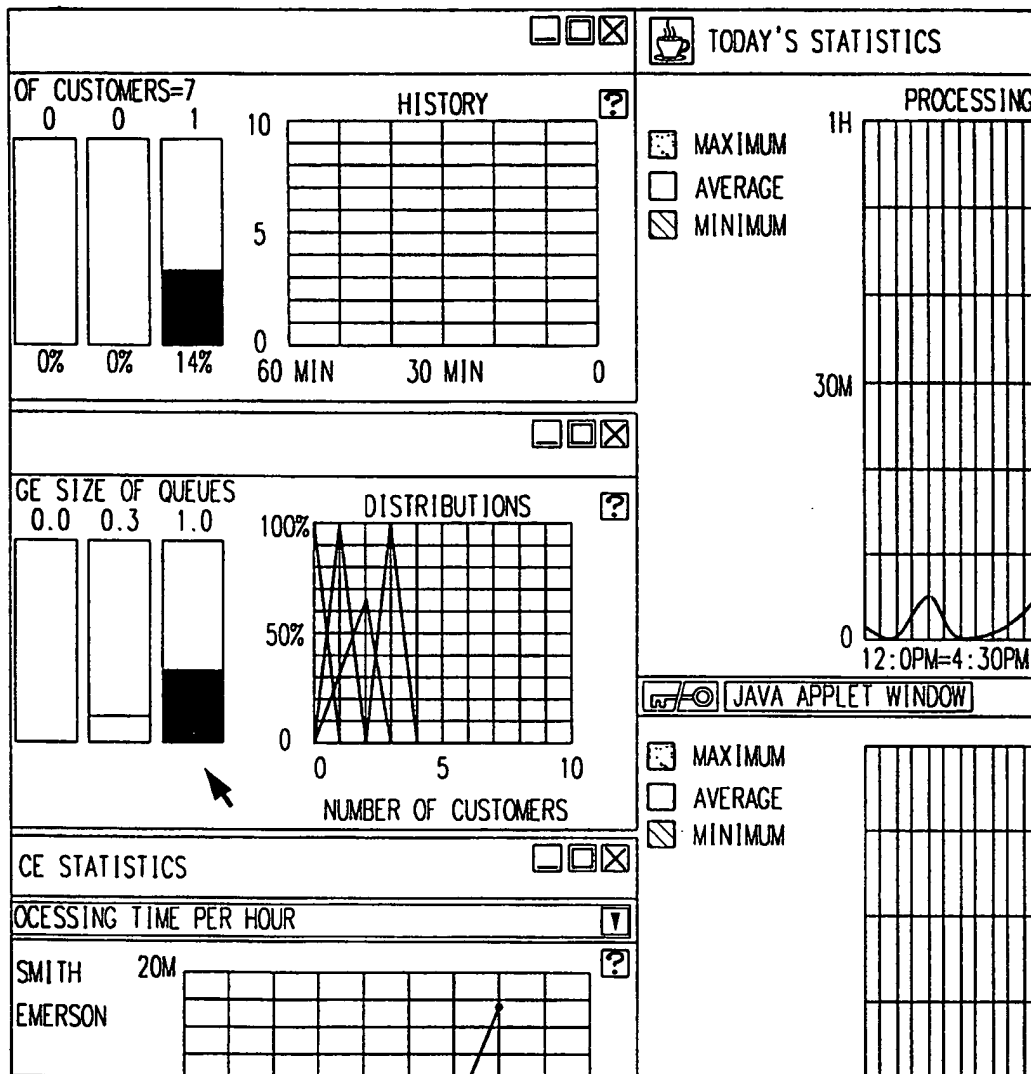 OF CUSTOMERS=7
0 0 1
0% 0% 14%
HISTORY
?
10
5
0
60 MIN 30 MIN 0
GE SIZE OF QUEUES
0.0 0.3 1.0
DISTRIBUTIONS
?
100%
50%
0
0 5 10
NUMBER OF CUSTOMERS
CE STATISTICS
OCESSING TIME PER HOUR
?
SMITH
EMERSON
20M
TODAY'S STATISTICS
PROCESSING
MAXIMUM
AVERAGE
MINIMUM
1H
30M
0
12:0PM=4:30PM
JAVA APPLET WINDOW
MAXIMUM
AVERAGE
MINIMUM